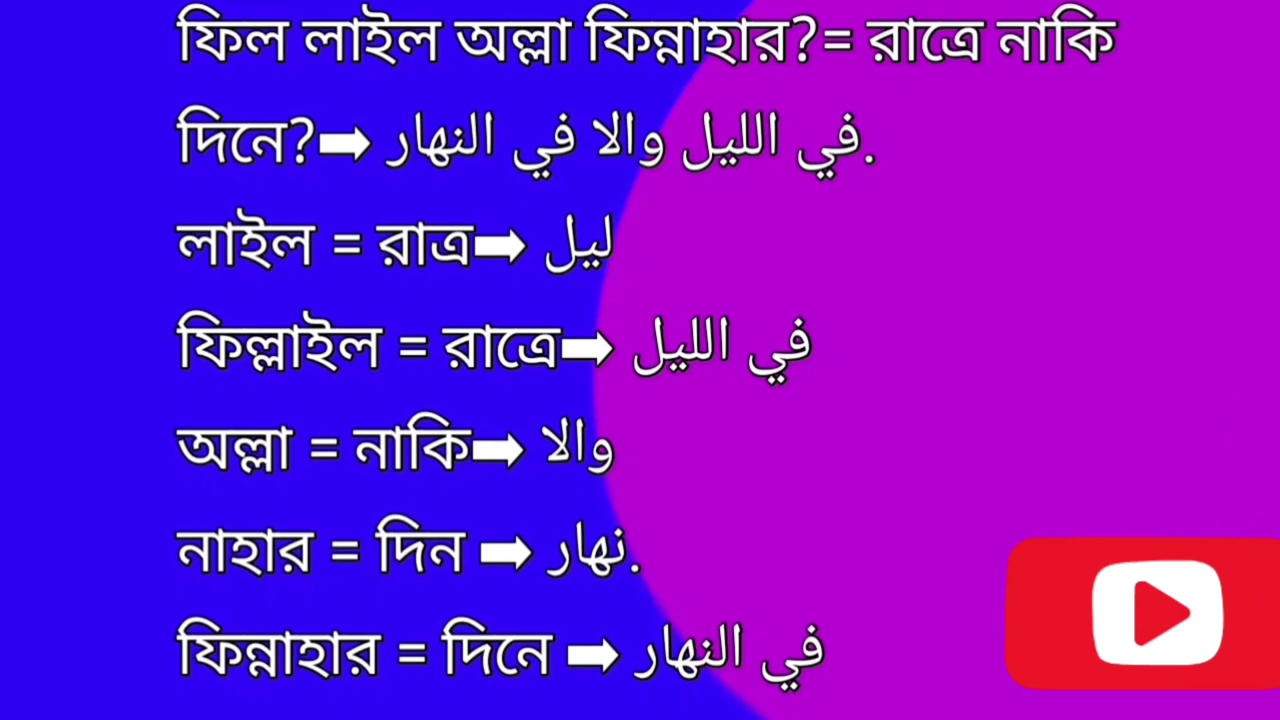 ফিল লাইল অল্লা ফিন্নাহার?= রাত্রে নাকি
দিনে?➡ في الليل والا في النهار.
লাইল = রাত্র➡ ليل
ফিল্লাইল = রাত্রে➡ في الليل
অল্লা = নাকি➡ والا
নাহার = দিন ➡ نهار.
ফিন্নাহার = দিনে ➡ في النهار